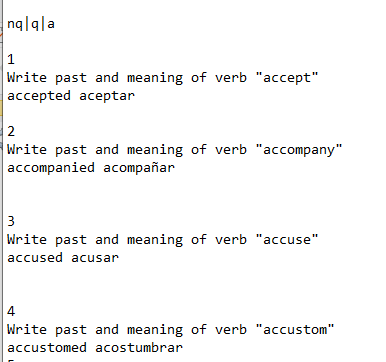 nq|q|a
1
Write past and meaning of verb "accept"
accepted aceptar
2
Write past and meaning of verb "accompany"
accompanied acompañar
3
Write past and meaning of verb "accuse"
accused acusar
4
Write past and meaning of verb "accustom"
accustomed acostumbrar